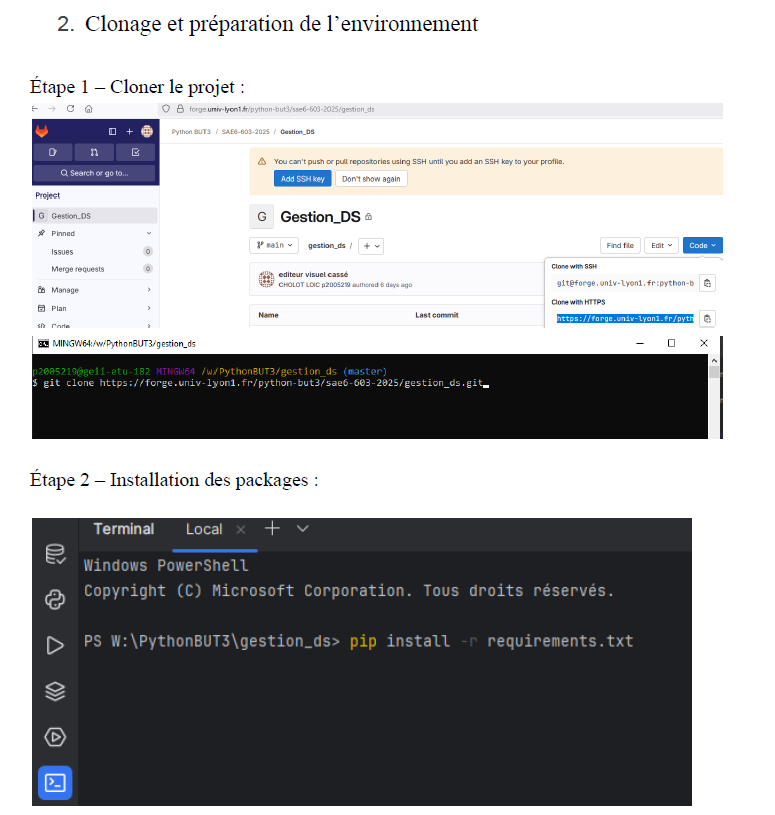 2. Clonage et préparation de l'environnement
Étape 1 – Cloner le projet :
forge.univ-lyon1.fr/python-but3/sae6-603-2025/gestion_ds
Python BUT3 / SAE6-603-2025 / Gestion_DS
You can't push or pull repositories using SSH until you add an SSH key to your profile.
Add SSH key Don't show again
Search or go to...
Project
G Gestion_DS
Pinned
Issues 0
Merge requests 0
Manage
Plan
Code
G Gestion_DS
main gestion_ds / + Find file Edit Code
editeur visuel cassé
CHOLOT LOIC p2005219 authored 6 days ago
Name Last commit
Clone with SSH
git@forge.univ-lyon1.fr:python-b
Clone with HTTPS
https://forge.univ-lyon1.fr/pyth
MINGW64:/w/PythonBUT3/gestion_ds
p2005219@geii-etu-182 MINGW64 /w/PythonBUT3/gestion_ds (master)
$ git clone https://forge.univ-lyon1.fr/python-but3/sae6-603-2025/gestion_ds.git
Étape 2 – Installation des packages :
Terminal Local × +
Windows PowerShell
Copyright (C) Microsoft Corporation. Tous droits réservés.
PS W:\PythonBUT3\gestion_ds> pip install -r requirements.txt